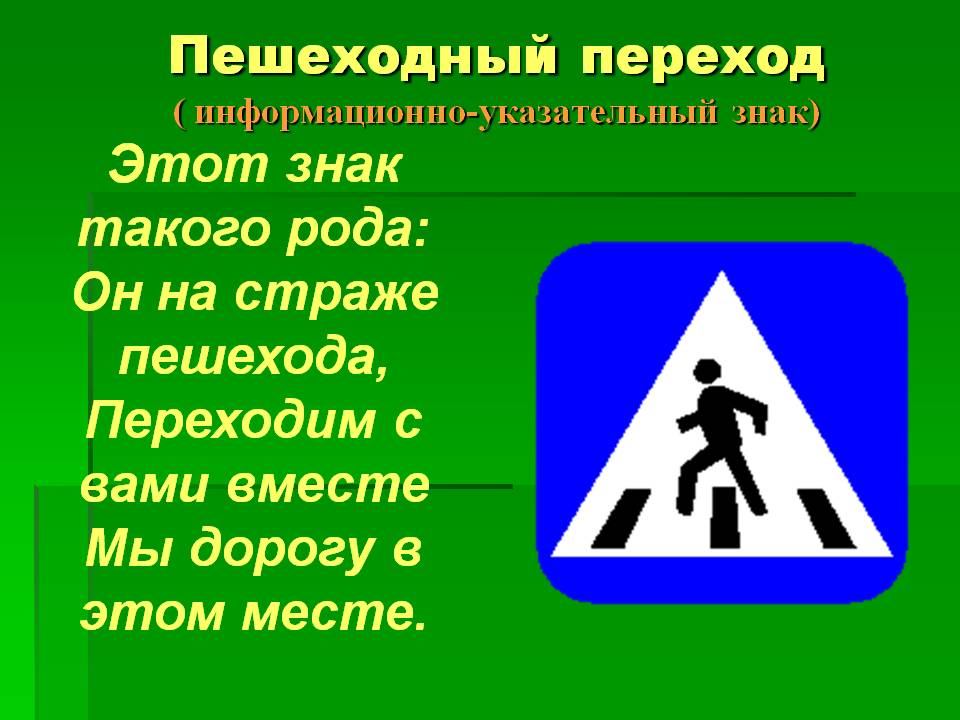 Пешеходный переход
( информационно-указательный знак)
Этот знак
такого рода:
Он на страже
пешехода,
Переходим с
вами вместе
Мы дорогу в
этом месте.